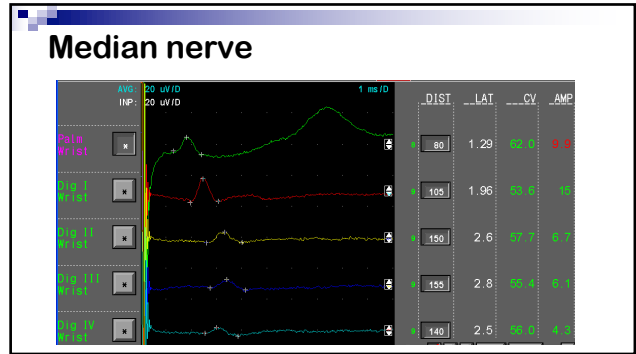 Median nerve
AVG: 20 uV/D 1 ms/D
INP: 20 uV/D
DIST LAT CV AMP
Palm
Wrist * 8 80 1.29 62.0 9.9
Dig I
Wrist * 9 105 1.96 53.6 15
Dig II
Wrist * 9 150 2.6 57.7 6.7
Dig III
Wrist * 155 2.8 55.4 6.1
Dig IV
Wrist * 140 2.5 56.0 4.3